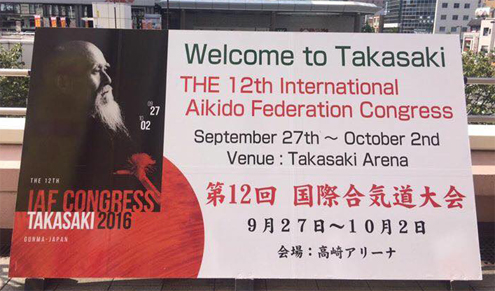 27
02
THE 12TH
IAF CONGRESS
TAKASAKI 2016
GUNMA-JAPAN
Welcome to Takasaki
THE 12th International
Aikido Federation Congress
September 27th ~ October 2nd
Venue : Takasaki Arena
第12回 国際合気道大会
9月27日〜10月2日
会場：高崎アリーナ